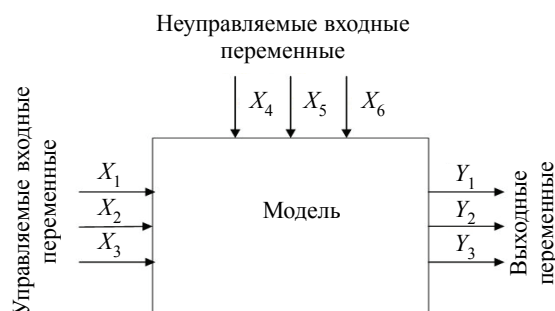 Неуправляемые входные
переменные
X4 X5 X6
Управляемые входные
переменные
X1
X2
X3
Модель
Y1
Y2
Y3
Выходные
переменные